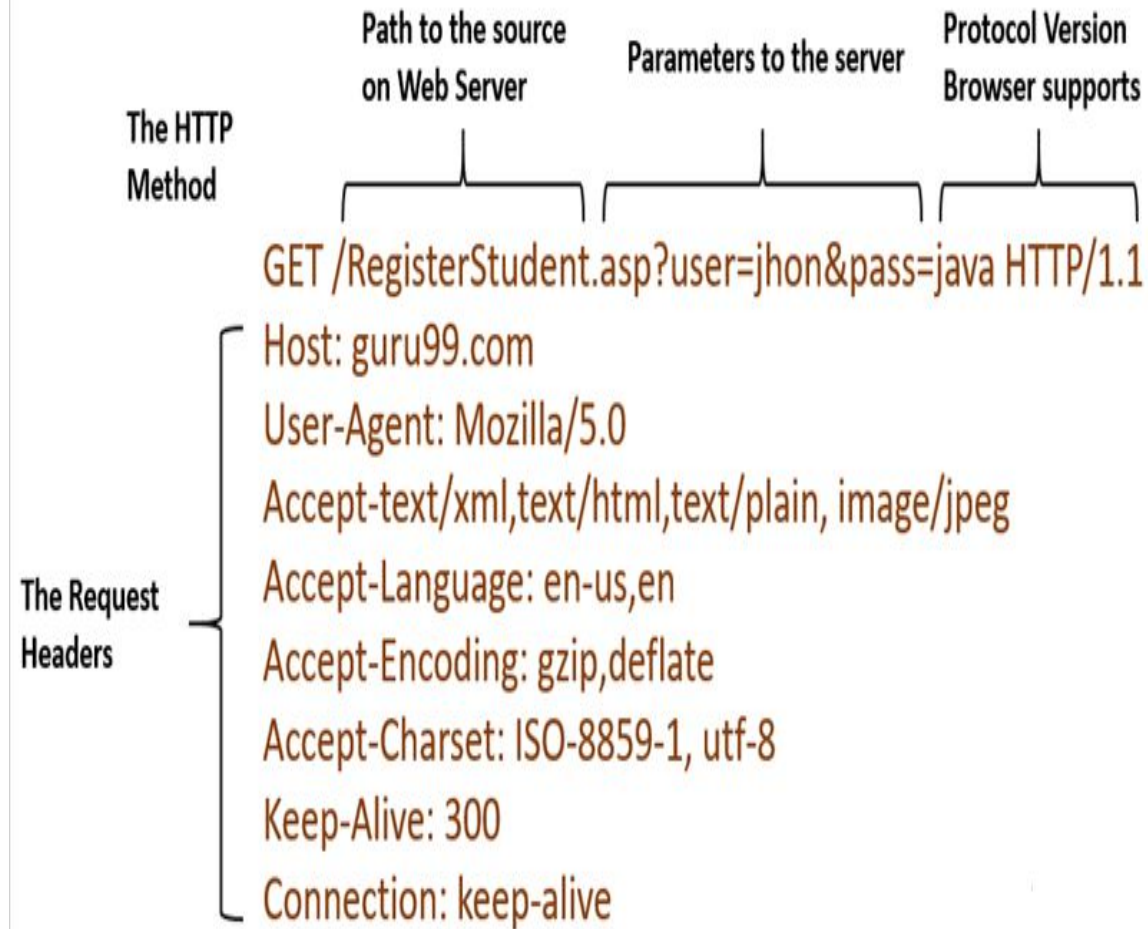 Path to the source
on Web Server
Parameters to the server
Protocol Version
Browser supports
The HTTP
Method
GET /RegisterStudent.asp?user=jhon&pass=java HTTP/1.1
Host: guru99.com
User-Agent: Mozilla/5.0
Accept-text/xml,text/html,text/plain, image/jpeg
Accept-Language: en-us,en
Accept-Encoding: gzip,deflate
Accept-Charset: ISO-8859-1, utf-8
Keep-Alive: 300
Connection: keep-alive
The Request
Headers